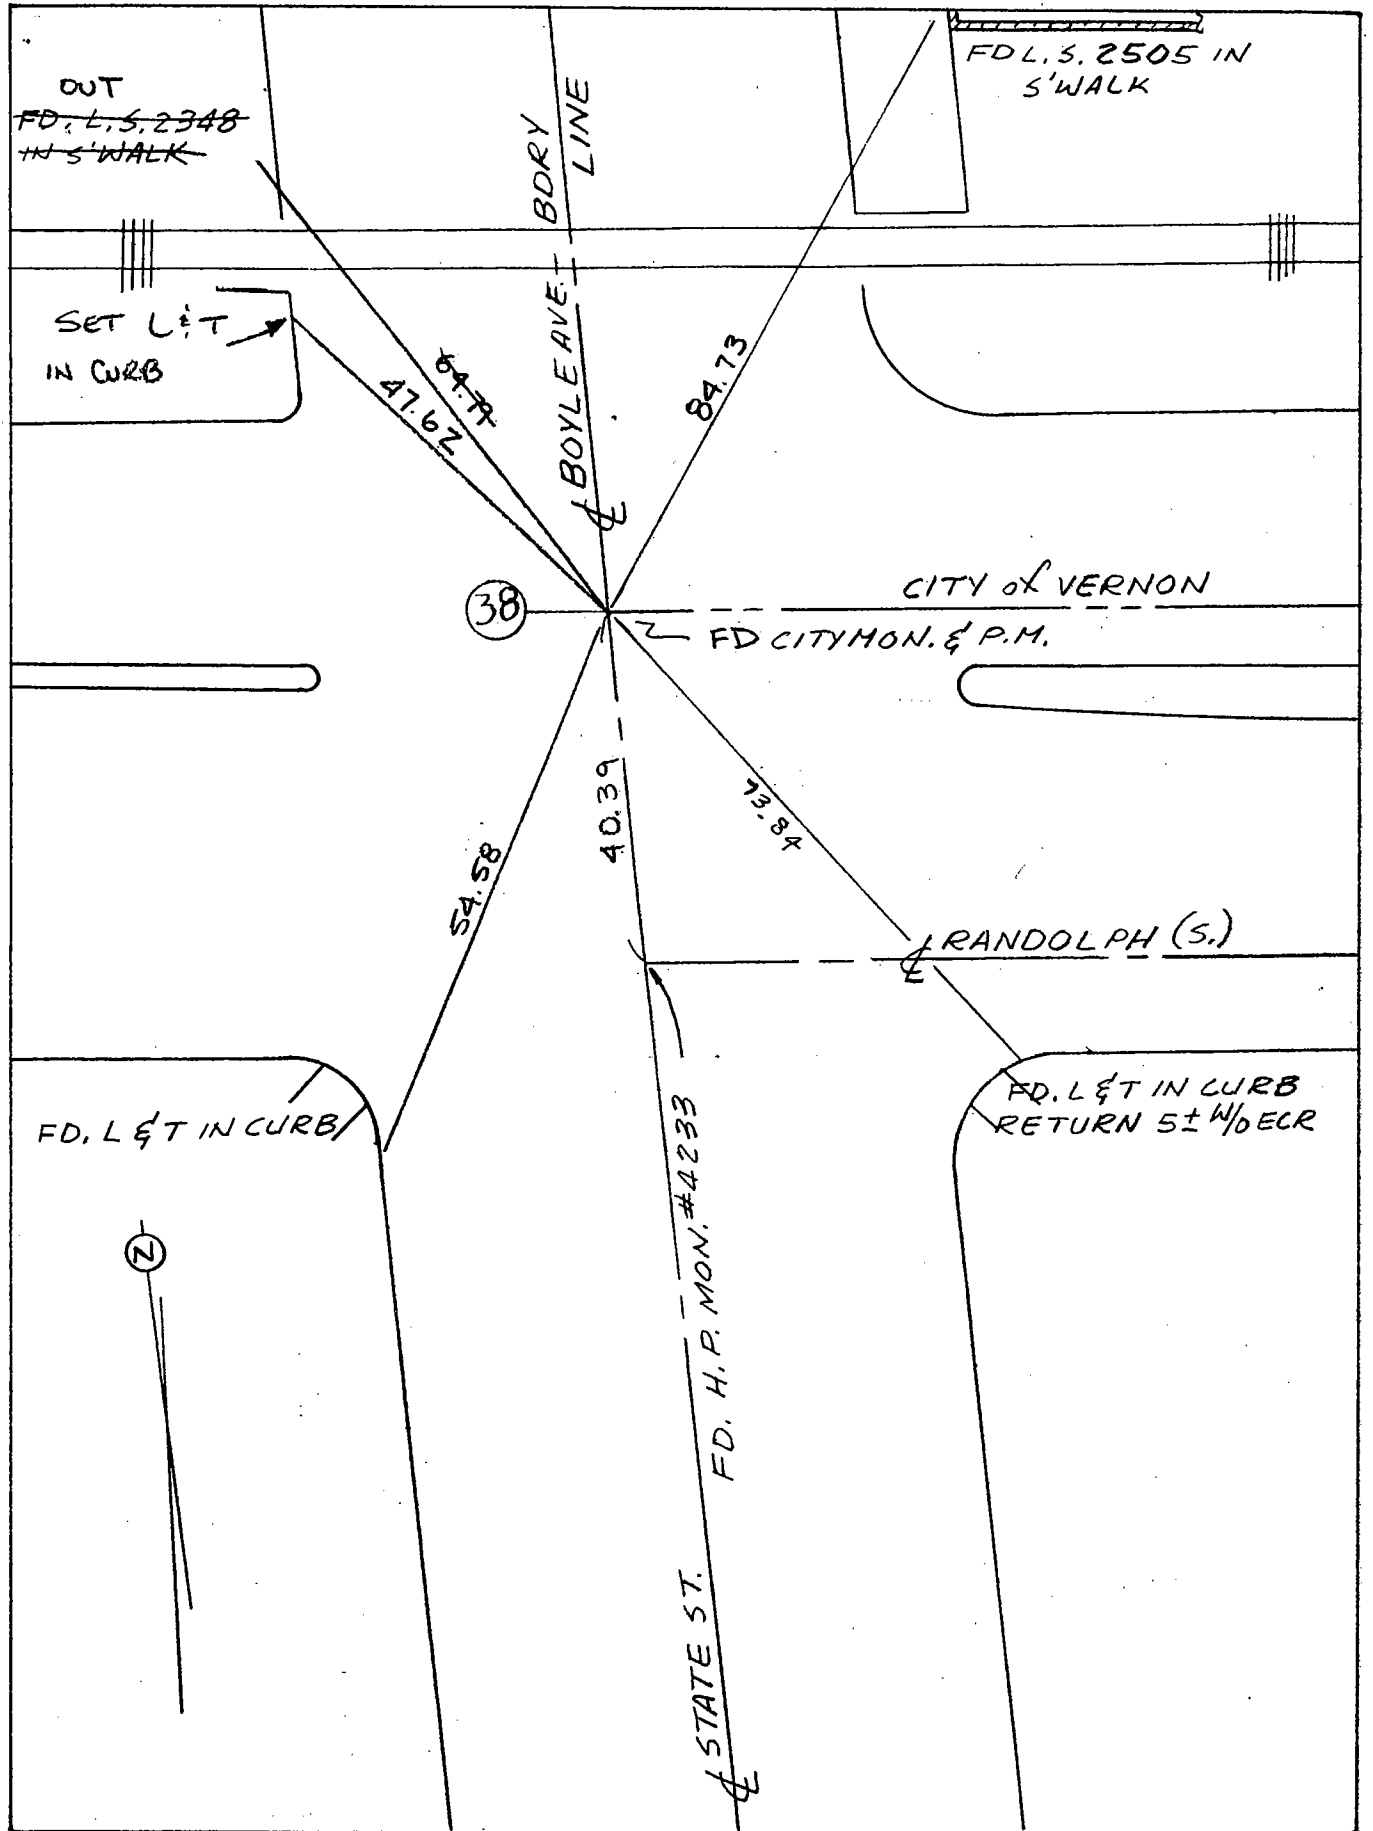 OUT
FD. L.S. 2348
IN S'WALK
FD L.S. 2505 IN
S'WALK
BOYLE AVE. BDRY
LINE
SET L & T
IN CURB
64.79
47.62
84.73
℄
38
CITY of VERNON
FD CITY MON. & P.M.
40.39
73.84
54.58
℄ RANDOLPH (S.)
FD. L & T IN CURB
FD. L & T IN CURB
RETURN 5± W/O ECR
FD. H.P. MON. #4233
N
℄ STATE ST.